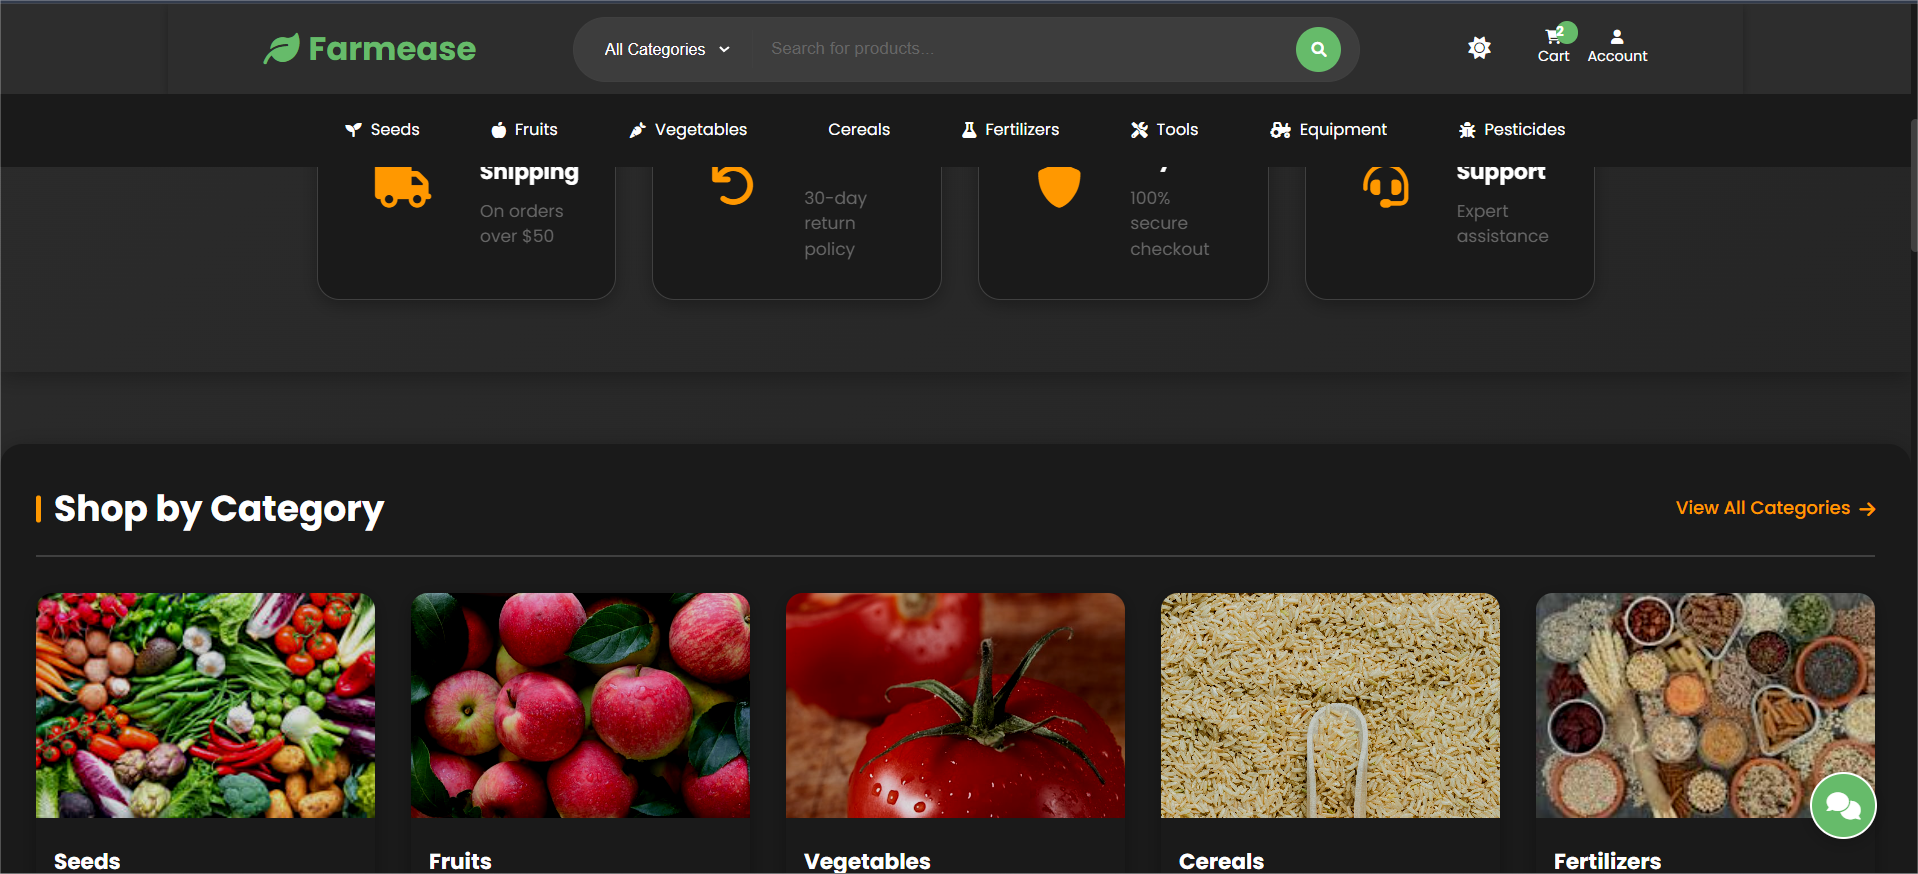 Farmease
All Categories
Search for products...
2
Cart
Account
Seeds
Fruits
Vegetables
Cereals
Fertilizers
Tools
Equipment
Pesticides
Shipping
On orders
over $50
30-day
return
policy
100%
secure
checkout
Support
Expert
assistance
Shop by Category
View All Categories
Seeds
Fruits
Vegetables
Cereals
Fertilizers